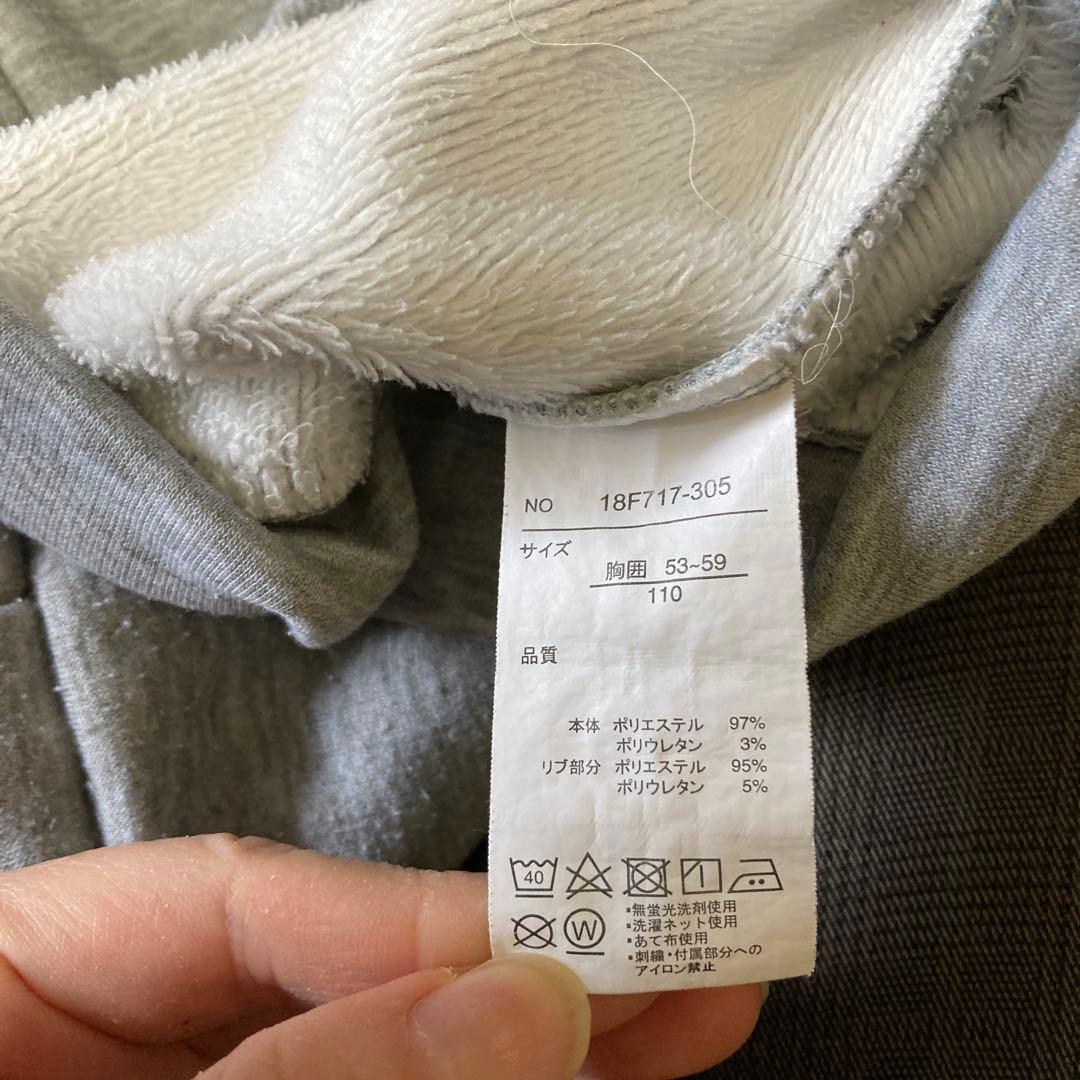 NO 18F717-305
サイズ
胸囲 53~59
110
品質
本体 ポリエステル 97%
ポリウレタン 3%
リブ部分 ポリエステル 95%
ポリウレタン 5%
40
W
・無蛍光洗剤使用
・洗濯ネット使用
・あて布使用
・刺繍・付属部分への
アイロン禁止